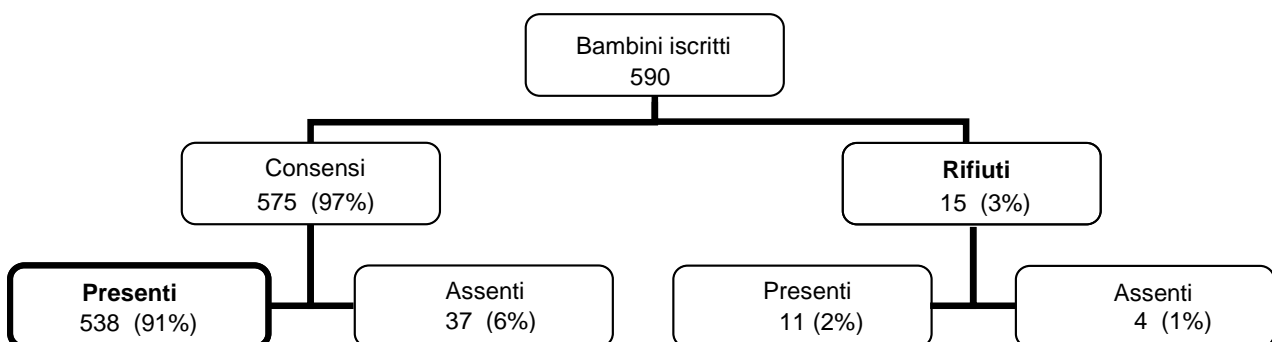 Bambini iscritti
590
Consensi
575 (97%)
Rifiuti
15 (3%)
Presenti
538 (91%)
Assenti
37 (6%)
Presenti
11 (2%)
Assenti
4 (1%)